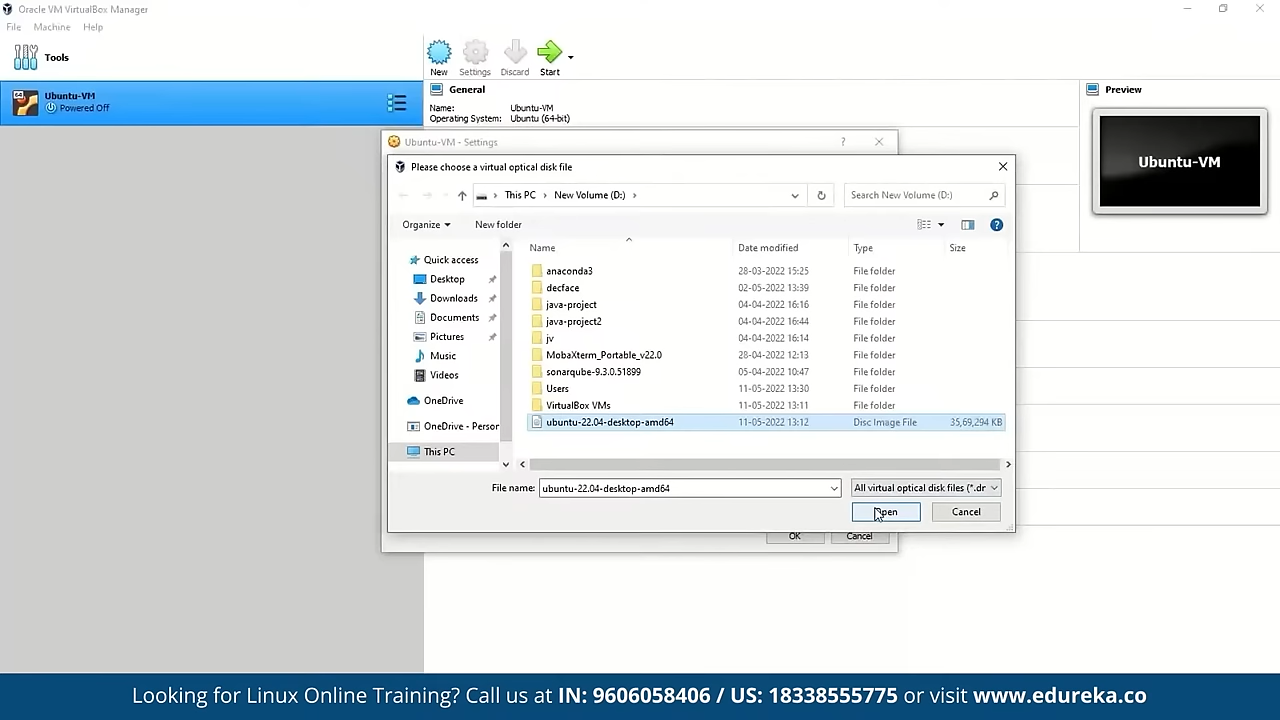 Oracle VM VirtualBox Manager
File Machine Help
Tools
New Settings Discard Start
Ubuntu-VM
Powered Off
General
Name: Ubuntu-VM
Operating System: Ubuntu (64-bit)
Preview
Ubuntu-VM
Ubuntu-VM - Settings
Please choose a virtual optical disk file
This PC > New Volume (D:) >
Search New Volume (D:)
Organize New folder
Quick access
Desktop
Downloads
Documents
Pictures
Music
Videos
OneDrive
OneDrive - Person
This PC
Name Date modified Type Size
anaconda3 28-03-2022 15:25 File folder
decface 02-05-2022 13:39 File folder
java-project 04-04-2022 16:16 File folder
java-project2 04-04-2022 16:44 File folder
jv 04-04-2022 16:14 File folder
MobaXterm_Portable_v22.0 28-04-2022 12:13 File folder
sonarqube-9.3.0.51899 05-04-2022 10:47 File folder
Users 11-05-2022 13:30 File folder
VirtualBox VMs 11-05-2022 13:11 File folder
ubuntu-22.04-desktop-amd64 11-05-2022 13:12 Disc Image File 35,69,294 KB
File name: ubuntu-22.04-desktop-amd64 All virtual optical disk files (*.dr
Open Cancel
OK Cancel
Looking for Linux Online Training? Call us at IN: 9606058406 / US: 18338555775 or visit www.edureka.co